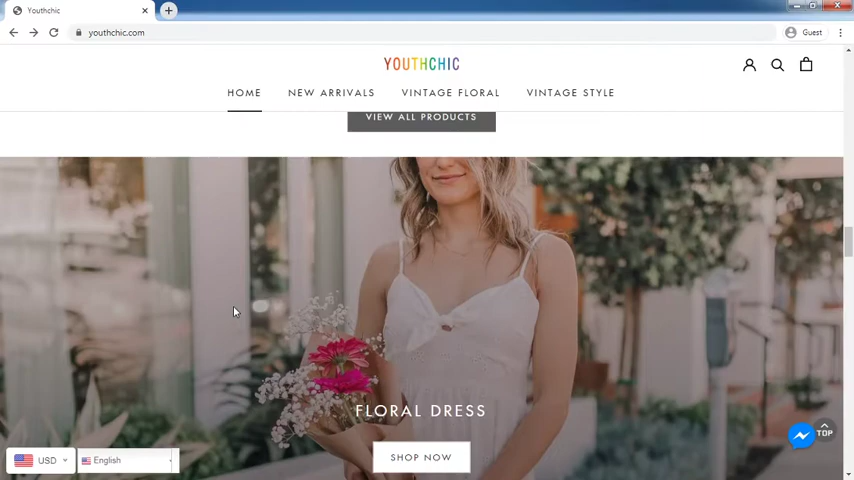 Youthchic
youthchic.com
Guest
YOUTHCHIC
HOME
NEW ARRIVALS
VINTAGE FLORAL
VINTAGE STYLE
VIEW ALL PRODUCTS
FLORAL DRESS
SHOP NOW
TOP
USD
English